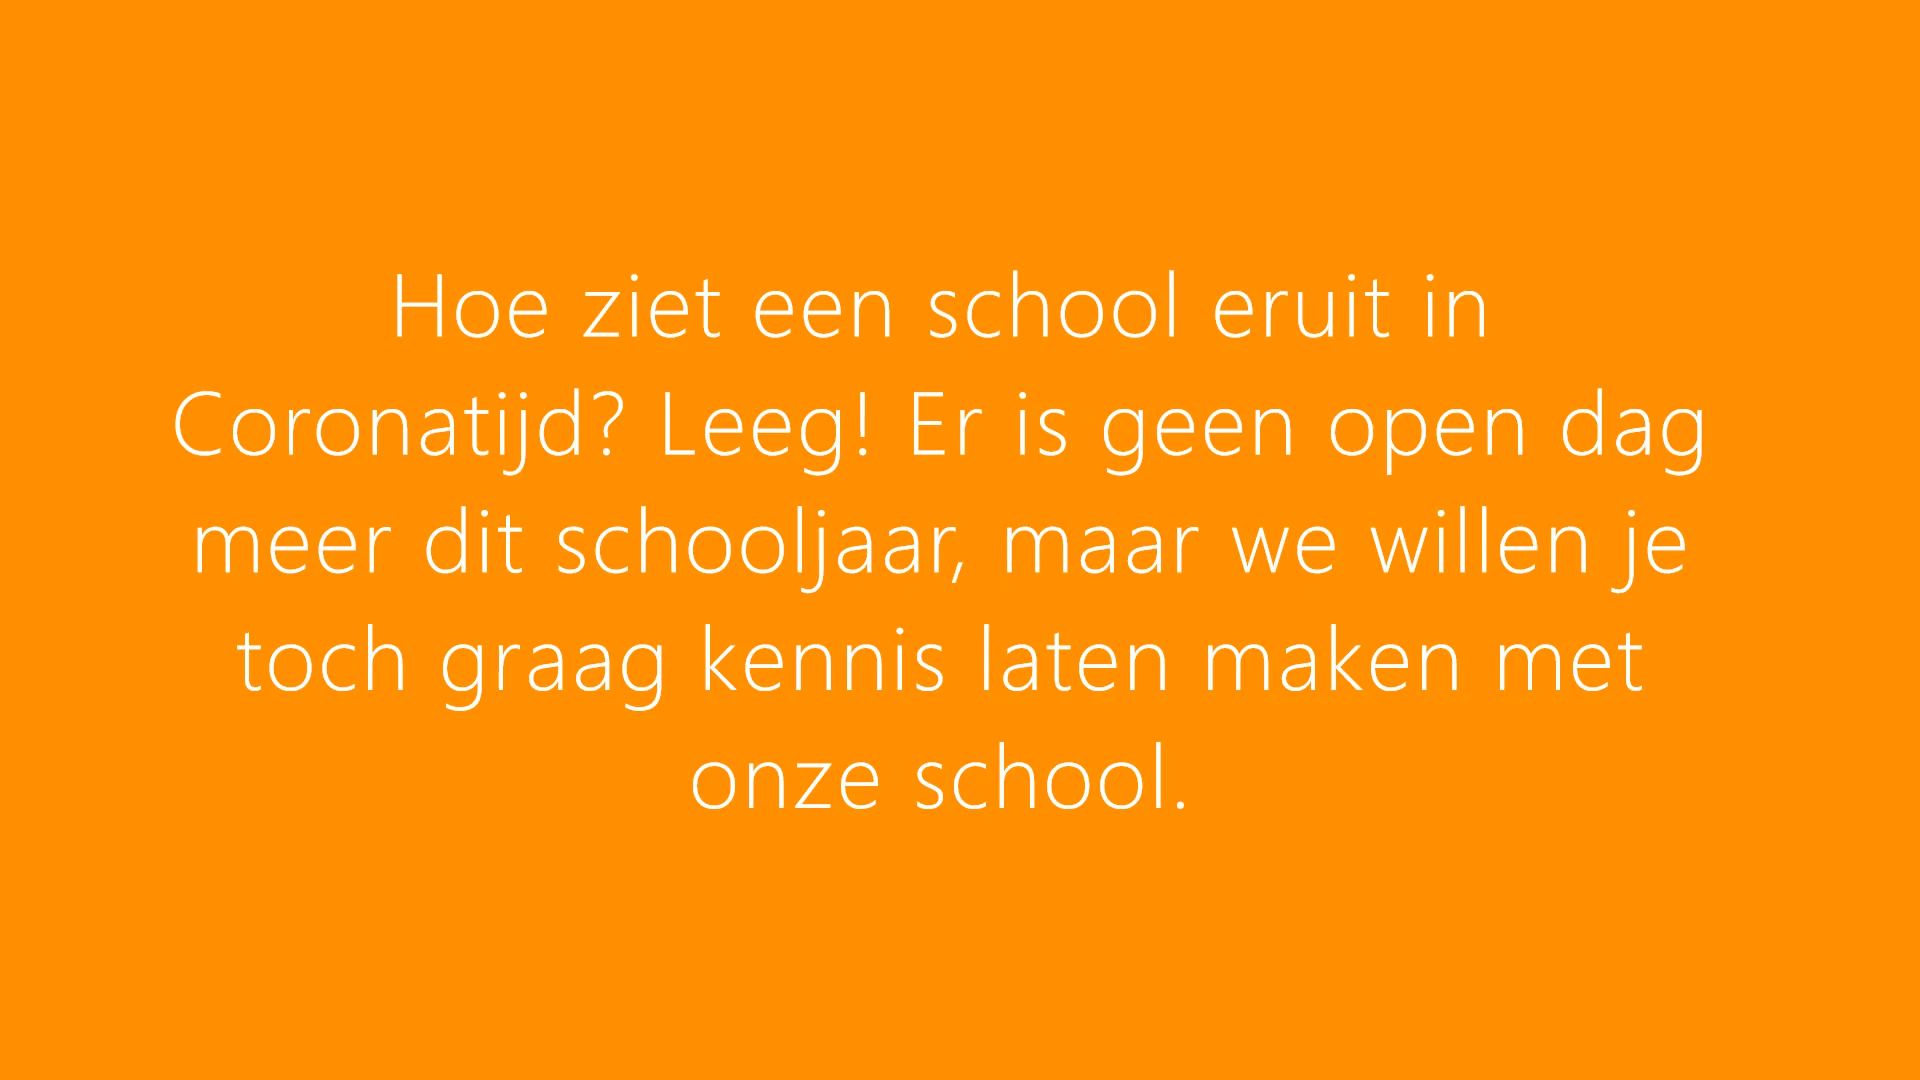 Hoe ziet een school eruit in
Coronatijd? Leeg! Er is geen open dag
meer dit schooljaar, maar we willen je
toch graag kennis laten maken met
onze school.